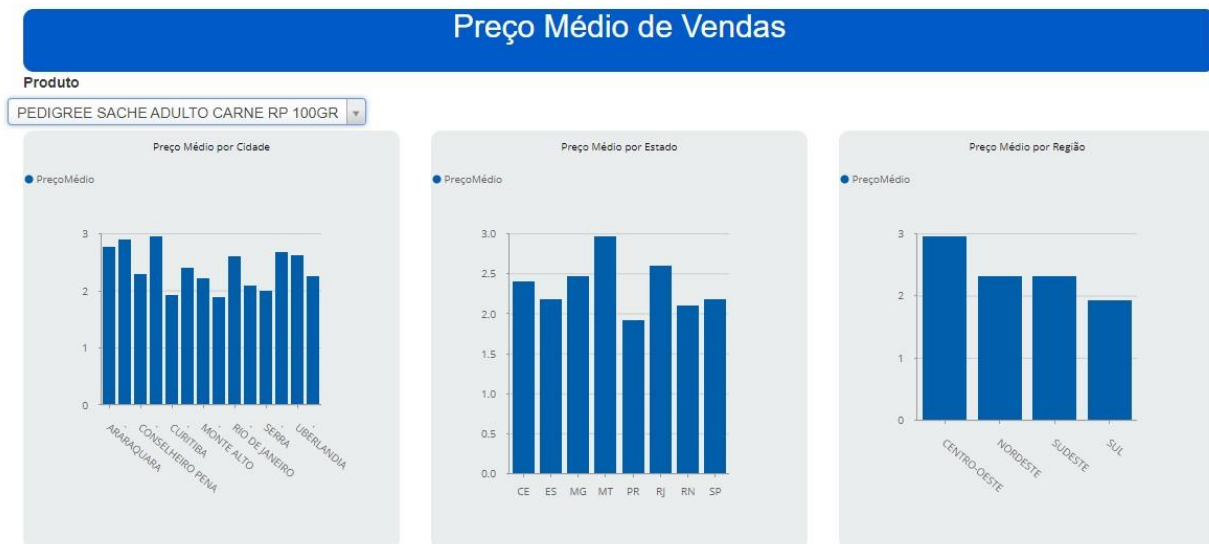 Preço Médio de Vendas
Produto
PEDIGREE SACHE ADULTO CARNE RP 100GR
Preço Médio por Cidade
PreçoMédio
3
2
1
0
ARARAQUARA
CONSELHEIRO PENA
CURITIBA
MONTE ALTO
RIO DE JANEIRO
SERRA
UBERLANDIA
Preço Médio por Estado
PreçoMédio
3.0
2.5
2.0
1.5
1.0
0.5
0.0
CE ES MG MT PR RJ RN SP
Preço Médio por Região
PreçoMédio
3
2
1
0
CENTRO-OESTE
NORDESTE
SUDESTE
SUL